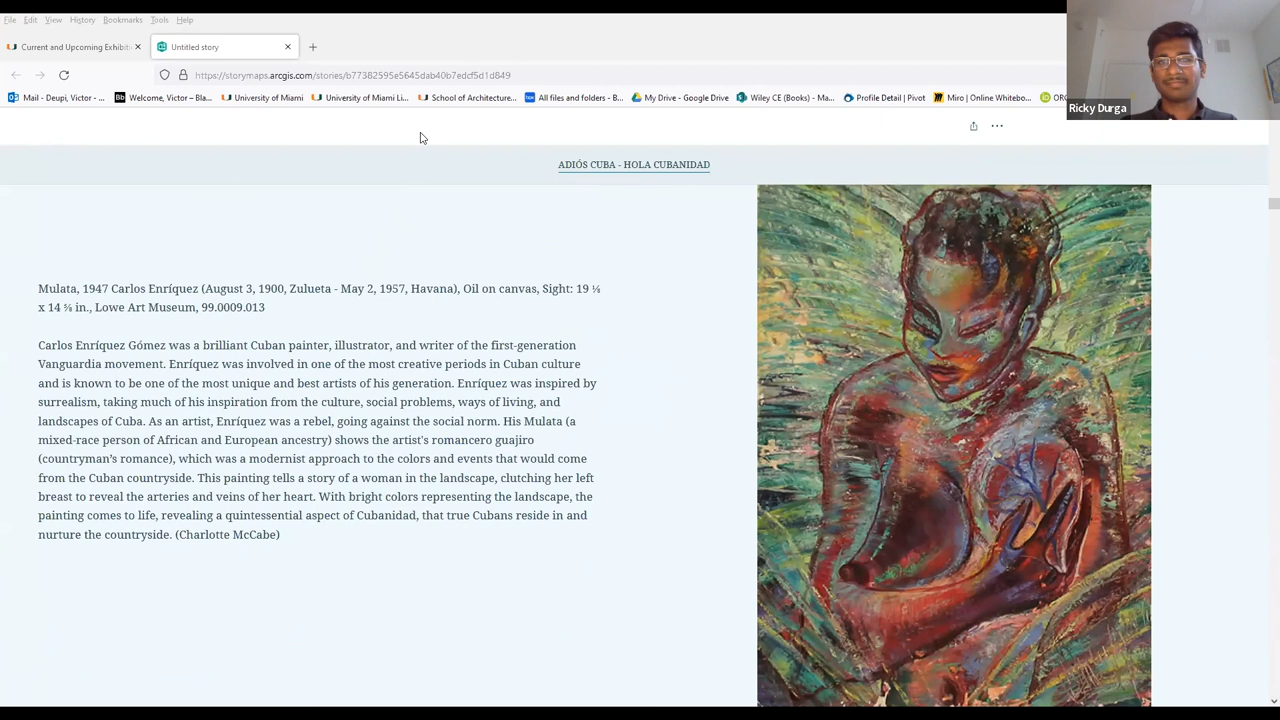 File Edit View History Bookmarks Tools Help
Current and Upcoming Exhibiti
Untitled story
https://storymaps.arcgis.com/stories/b77382595e5645dab40b7edcf5d1d849
Mail - Deupi, Victor - ... Welcome, Victor – Bla... University of Miami University of Miami Li... School of Architecture... All files and folders - B... My Drive - Google Drive Wiley CE (Books) - Ma... Profile Detail | Pivot Miro | Online Whitebo...
Ricky Durga
ADIÓS CUBA - HOLA CUBANIDAD
Mulata, 1947 Carlos Enríquez (August 3, 1900, Zulueta - May 2, 1957, Havana), Oil on canvas, Sight: 19
x 14 in., Lowe Art Museum, 99.0009.013
Carlos Enríquez Gómez was a brilliant Cuban painter, illustrator, and writer of the first-generation
Vanguardia movement. Enríquez was involved in one of the most creative periods in Cuban culture
and is known to be one of the most unique and best artists of his generation. Enríquez was inspired by
surrealism, taking much of his inspiration from the culture, social problems, ways of living, and
landscapes of Cuba. As an artist, Enríquez was a rebel, going against the social norm. His Mulata (a
mixed-race person of African and European ancestry) shows the artist's romancero guajiro
(countryman’s romance), which was a modernist approach to the colors and events that would come
from the Cuban countryside. This painting tells a story of a woman in the landscape, clutching her left
breast to reveal the arteries and veins of her heart. With bright colors representing the landscape, the
painting comes to life, revealing a quintessential aspect of Cubanidad, that true Cubans reside in and
nurture the countryside. (Charlotte McCabe)